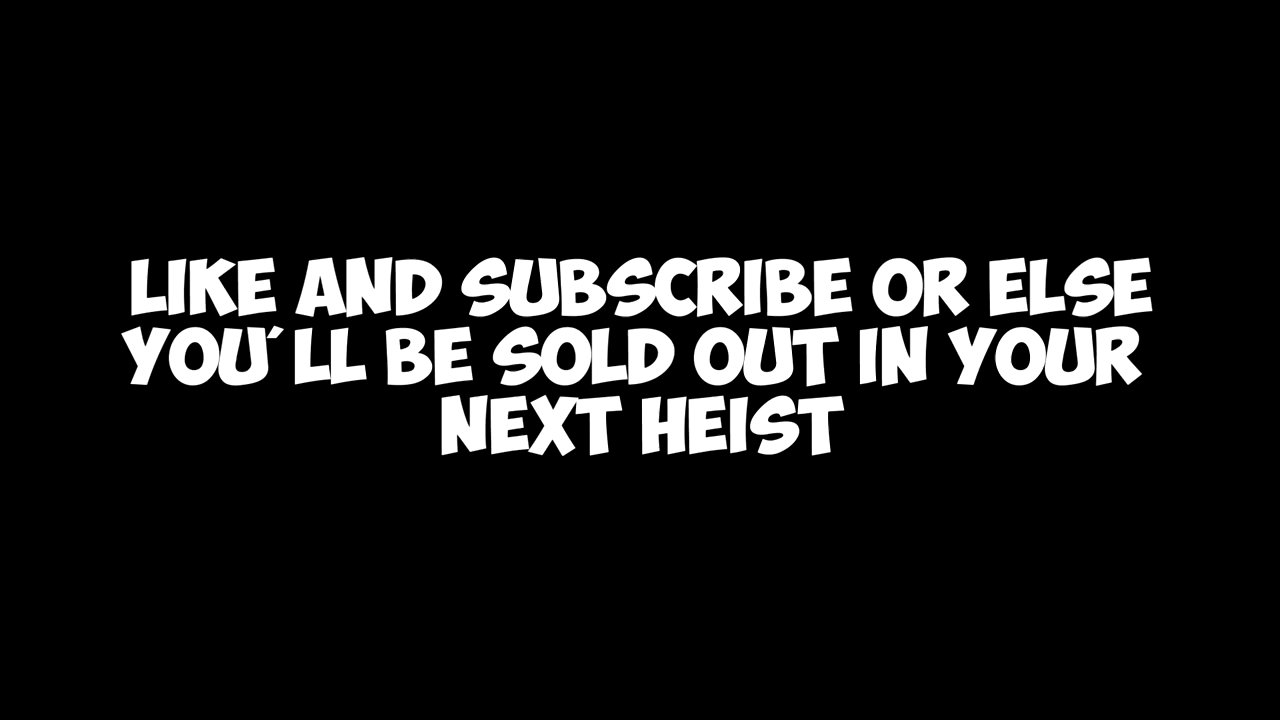 LIKE AND SUBSCRIBE OR ELSE
YOU´LL BE SOLD OUT IN YOUR
NEXT HEIST